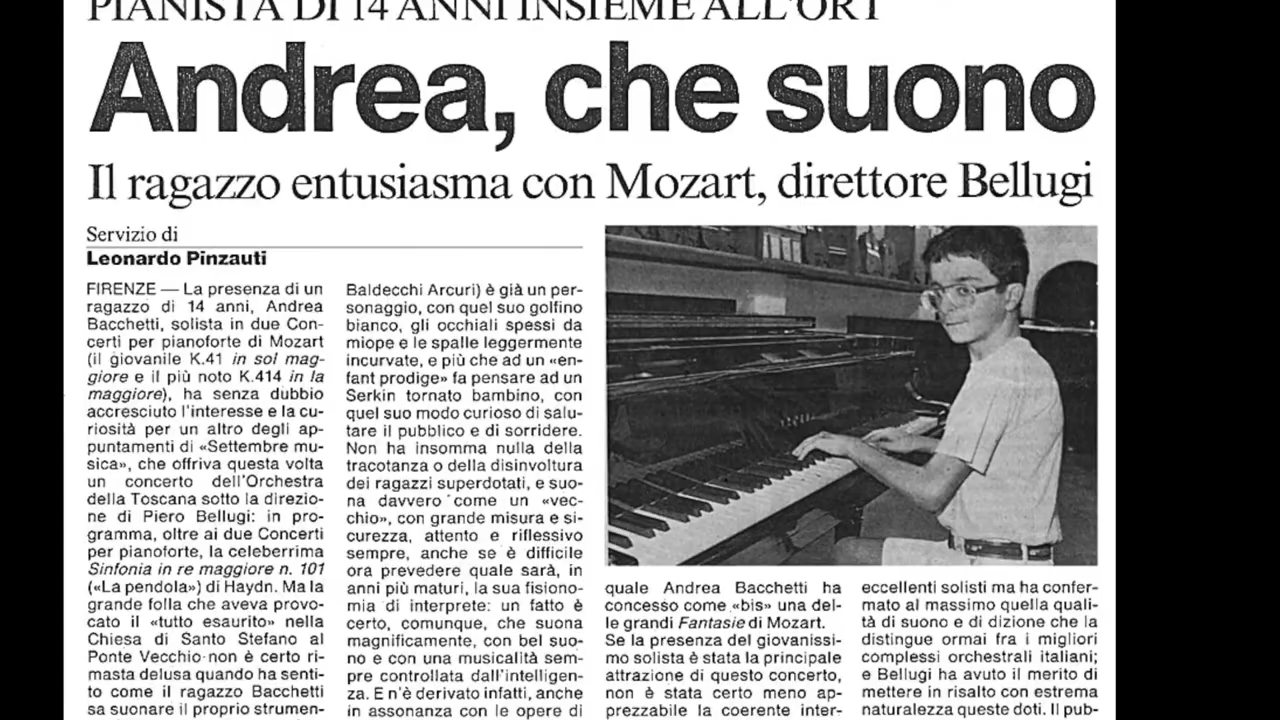 PIANISTA DI 14 ANNI INSIEME ALL'ORT
Andrea, che suono
Il ragazzo entusiasma con Mozart, direttore Bellugi
Servizio di
Leonardo Pinzauti
FIRENZE — La presenza di un
ragazzo di 14 anni, Andrea
Bacchetti, solista in due Con-
certi per pianoforte di Mozart
(il giovanile K.41 in sol mag-
giore e il più noto K.414 in la
maggiore), ha senza dubbio
accresciuto l'interesse e la cu-
riosità per un altro degli ap-
puntamenti di «Settembre mu-
sica», che offriva questa volta
un concerto dell'Orchestra
della Toscana sotto la direzio-
ne di Piero Bellugi: in pro-
gramma, oltre ai due Concerti
per pianoforte, la celeberrima
Sinfonia in re maggiore n. 101
(«La pendola») di Haydn. Ma la
grande folla che aveva provo-
cato il «tutto esaurito» nella
Chiesa di Santo Stefano al
Ponte Vecchio non è certo ri-
masta delusa quando ha senti-
to come il ragazzo Bacchetti
sa suonare il proprio strumen-
Baldecchi Arcuri) è già un per-
sonaggio, con quel suo golfino
bianco, gli occhiali spessi da
miope e le spalle leggermente
incurvate, e più che ad un «en-
fant prodige» fa pensare ad un
Serkin tornato bambino, con
quel suo modo curioso di salu-
tare il pubblico e di sorridere.
Non ha insomma nulla della
tracotanza o della disinvoltura
dei ragazzi superdotati, e suo-
na davvero come un «vec-
chio», con grande misura e si-
curezza, attento e riflessivo
sempre, anche se è difficile
ora prevedere quale sarà, in
anni più maturi, la sua fisiono-
mia di interprete: un fatto è
certo, comunque, che suona
magnificamente, con bel suo-
no e con una musicalità sem-
pre controllata dall'intelligen-
za. E n'è derivato infatti, anche
in assonanza con le opere di
quale Andrea Bacchetti ha
concesso come «bis» una del-
le grandi Fantasie di Mozart.
Se la presenza del giovanissi-
mo solista è stata la principale
attrazione di questo concerto,
non è stata certo meno ap-
prezzabile la coerente inter-
eccellenti solisti ma ha confer-
mato al massimo quella quali-
tà di suono e di dizione che la
distingue ormai fra i migliori
complessi orchestrali italiani;
e Bellugi ha avuto il merito di
mettere in risalto con estrema
naturalezza queste doti. Il pub-